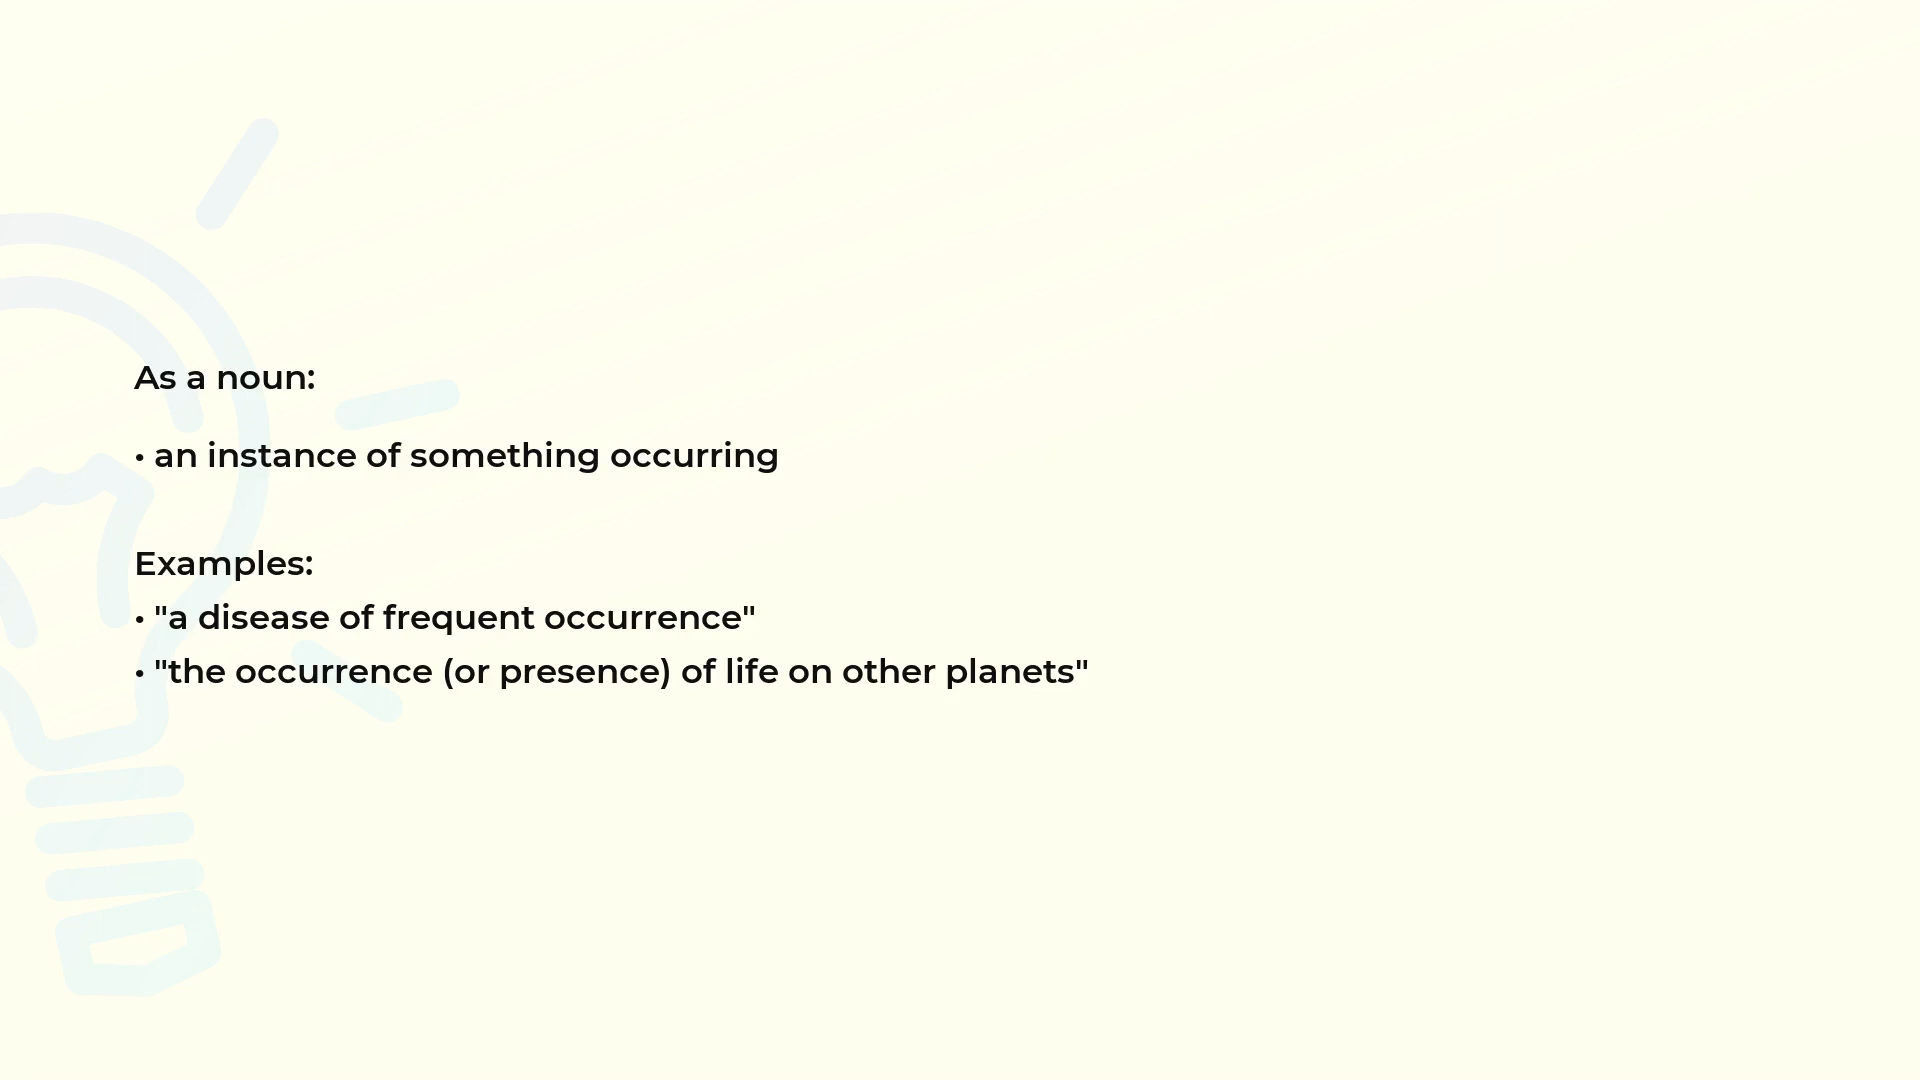 As a noun:
• an instance of something occurring
Examples:
• "a disease of frequent occurrence"
• "the occurrence (or presence) of life on other planets"